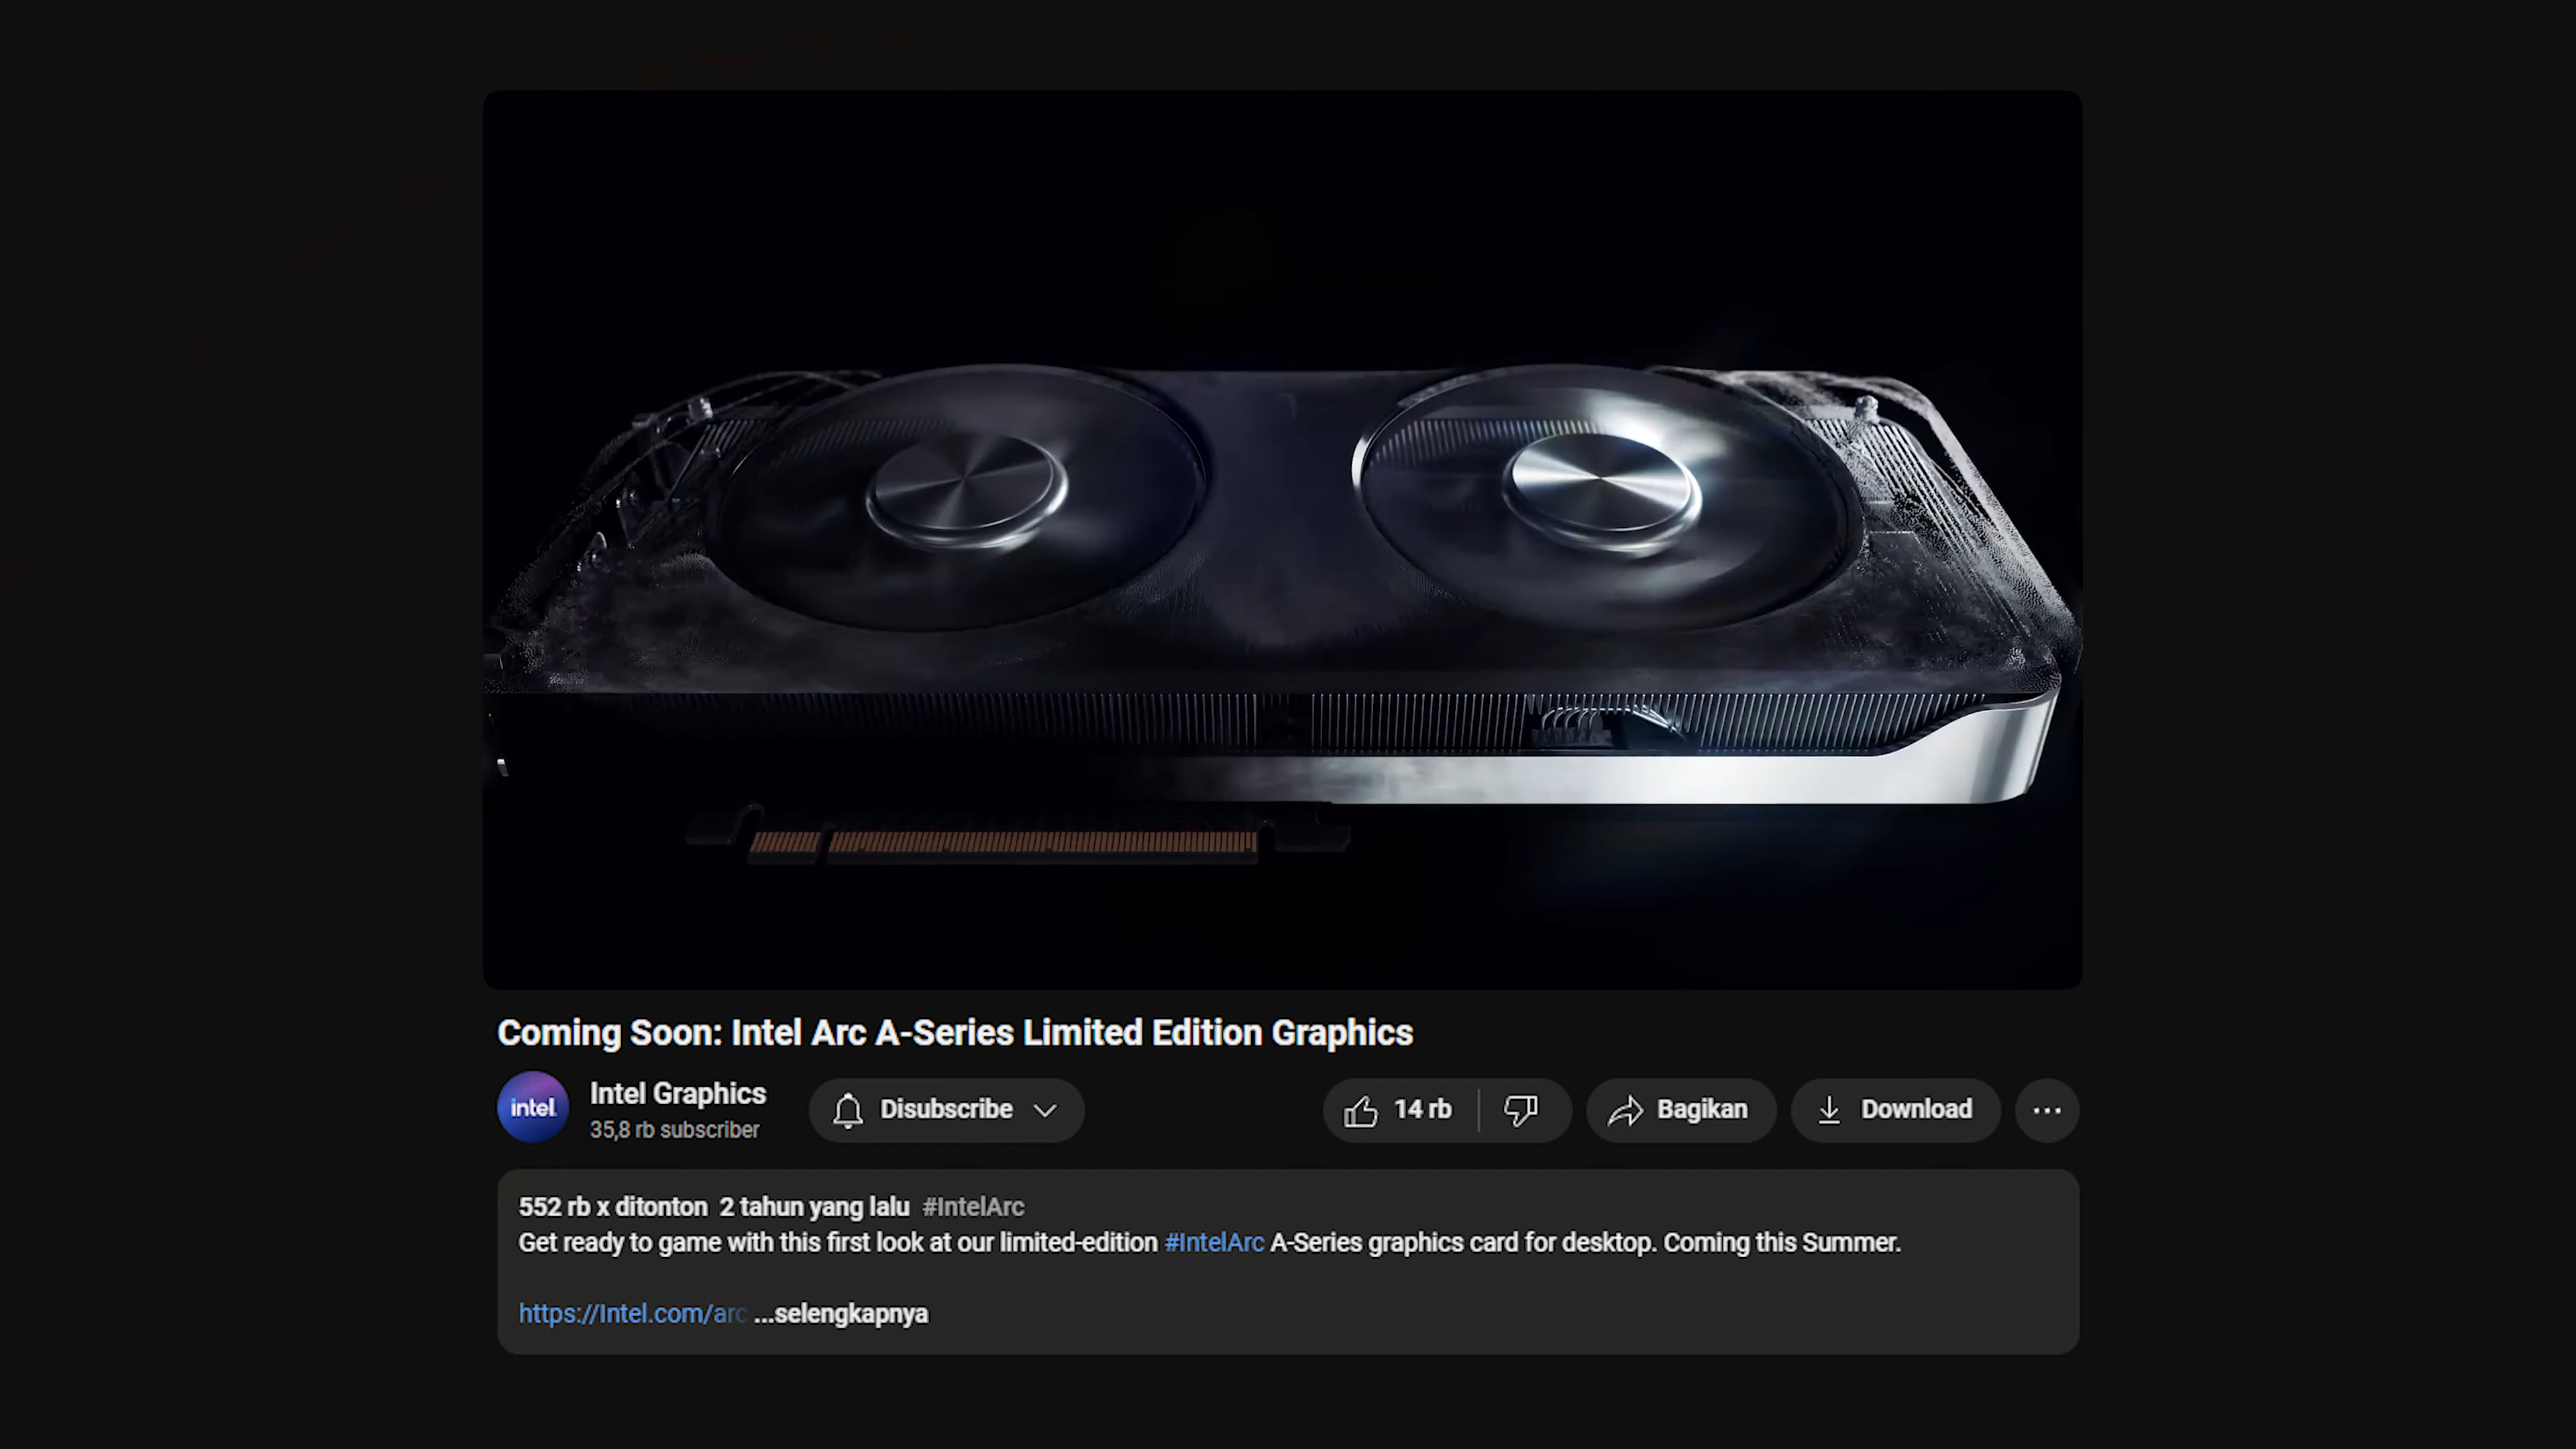 Coming Soon: Intel Arc A-Series Limited Edition Graphics
intel.
Intel Graphics
35,8 rb subscriber
Disubscribe
14 rb
Bagikan
Download
552 rb x ditonton 2 tahun yang lalu #IntelArc
Get ready to game with this first look at our limited-edition #IntelArc A-Series graphics card for desktop. Coming this Summer.
https://Intel.com/arc ...selengkapnya